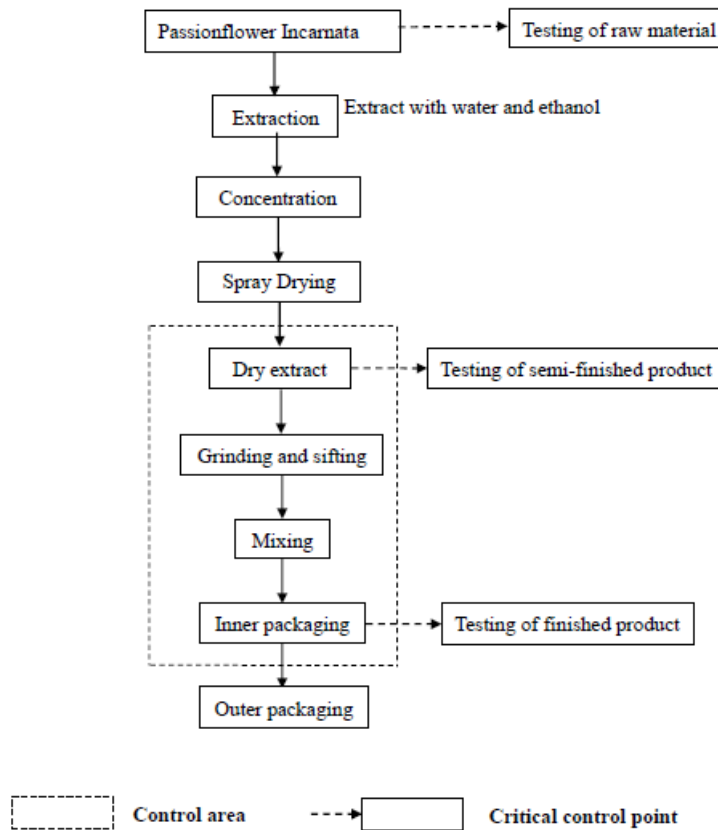 Passionflower Incarnata
Testing of raw material
Extraction
Extract with water and ethanol
Concentration
Spray Drying
Dry extract
Testing of semi-finished product
Grinding and sifting
Mixing
Inner packaging
Testing of finished product
Outer packaging
Control area
Critical control point